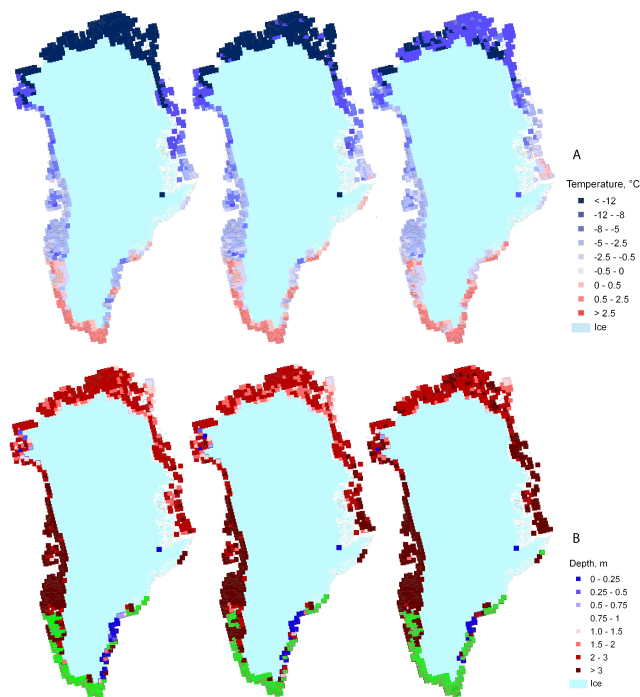 A
Temperature, °C
< -12
-12 - -8
-8 - -5
-5 - -2.5
-2.5 - -0.5
-0.5 - 0
0 - 0.5
0.5 - 2.5
> 2.5
Ice
B
Depth, m
0 - 0.25
0.25 - 0.5
0.5 - 0.75
0.75 - 1
1.0 - 1.5
1.5 - 2
2 - 3
> 3
Ice